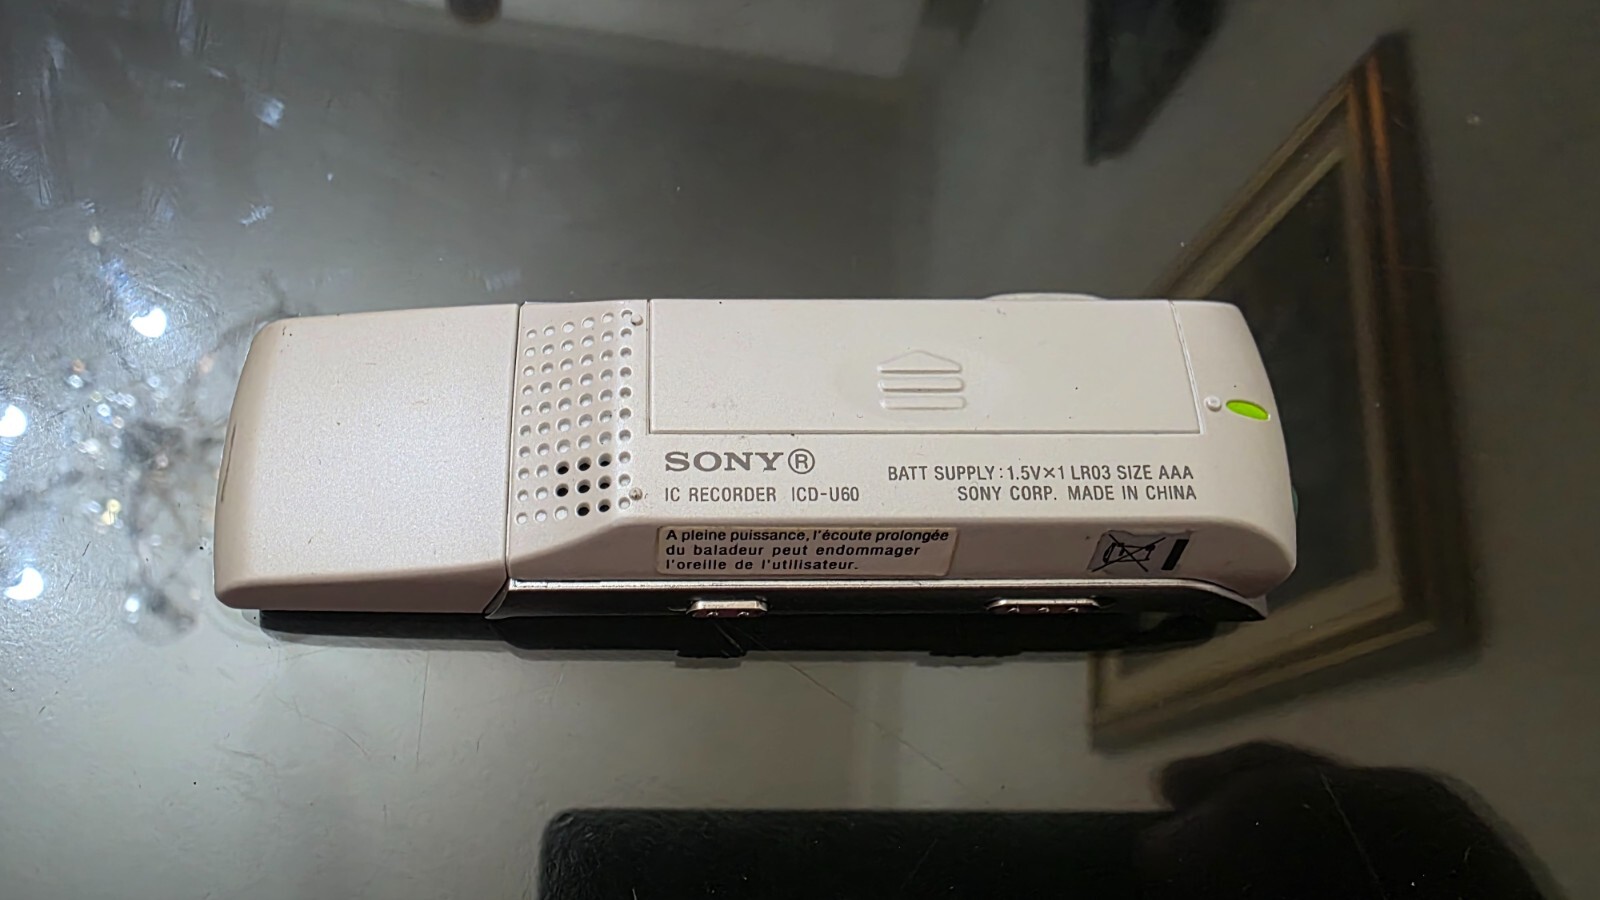 SONY®
IC RECORDER ICD-U60
BATT SUPPLY:1.5V×1 LR03 SIZE AAA
SONY CORP. MADE IN CHINA
A pleine puissance, l'écoute prolongée
du baladeur peut endommager
l'oreille de l'utilisateur.